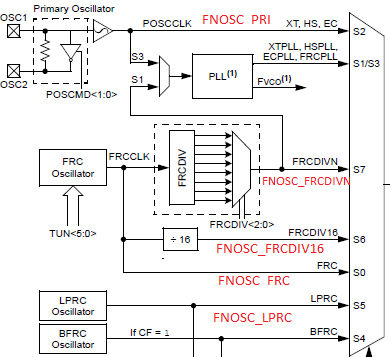 Primary Oscillator
OSC1
OSC2
POSCMD<1:0>
POSCCLK
FNOSC_PRI
XT, HS, EC
S2
S3
S1
PLL(1)
XTPLL, HSPLL,
ECPLL, FRCPLL
FVCO(1)
S1/S3
FRC
Oscillator
TUN<5:0>
FRCCLK
FRCDIV
FRCDIV<2:0>
FRCDIVN
FNOSC_FRCDIVN
S7
÷ 16
FRCDIV16
FNOSC_FRCDIV16
S6
FRC
FNOSC_FRC
S0
LPRC
Oscillator
LPRC
FNOSC_LPRC
S5
BFRC
Oscillator
If CF = 1
BFRC
S4